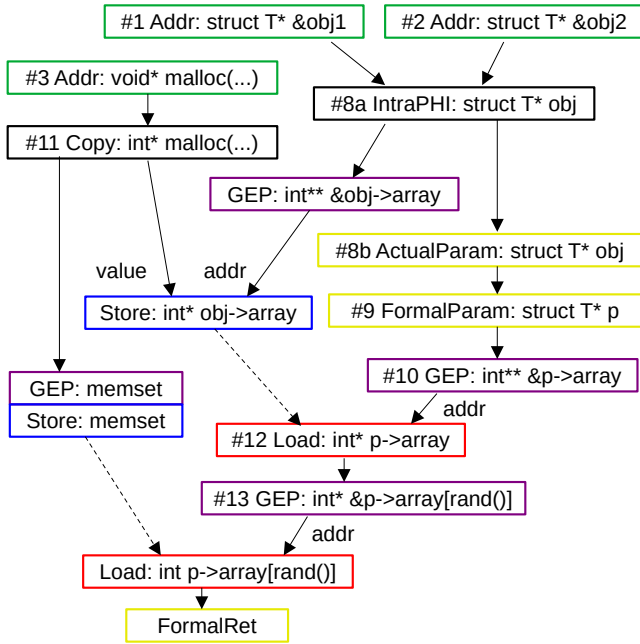 #1 Addr: struct T* &obj1
#2 Addr: struct T* &obj2
#3 Addr: void* malloc(...)
#8a IntraPHI: struct T* obj
#11 Copy: int* malloc(...)
GEP: int** &obj->array
#8b ActualParam: struct T* obj
value
addr
Store: int* obj->array
#9 FormalParam: struct T* p
#10 GEP: int** &p->array
GEP: memset
Store: memset
addr
#12 Load: int* p->array
#13 GEP: int* &p->array[rand()]
addr
Load: int p->array[rand()]
FormalRet